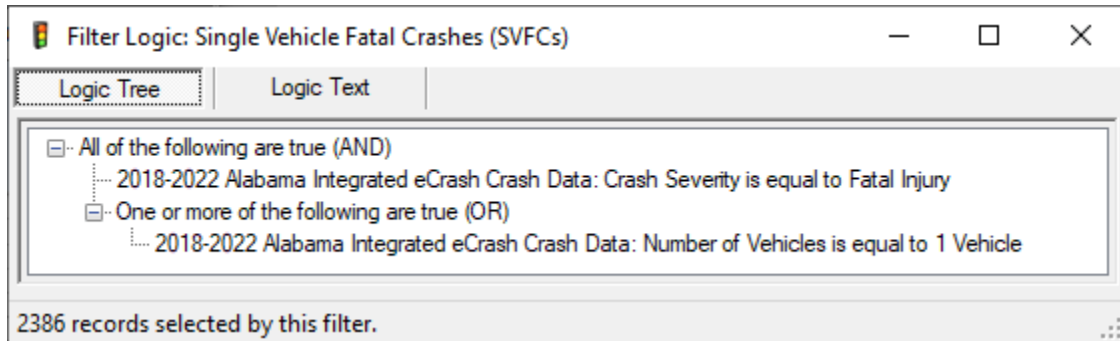 Filter Logic: Single Vehicle Fatal Crashes (SVFCs)
Logic Tree
Logic Text
All of the following are true (AND)
2018-2022 Alabama Integrated eCrash Crash Data: Crash Severity is equal to Fatal Injury
One or more of the following are true (OR)
2018-2022 Alabama Integrated eCrash Crash Data: Number of Vehicles is equal to 1 Vehicle
2386 records selected by this filter.